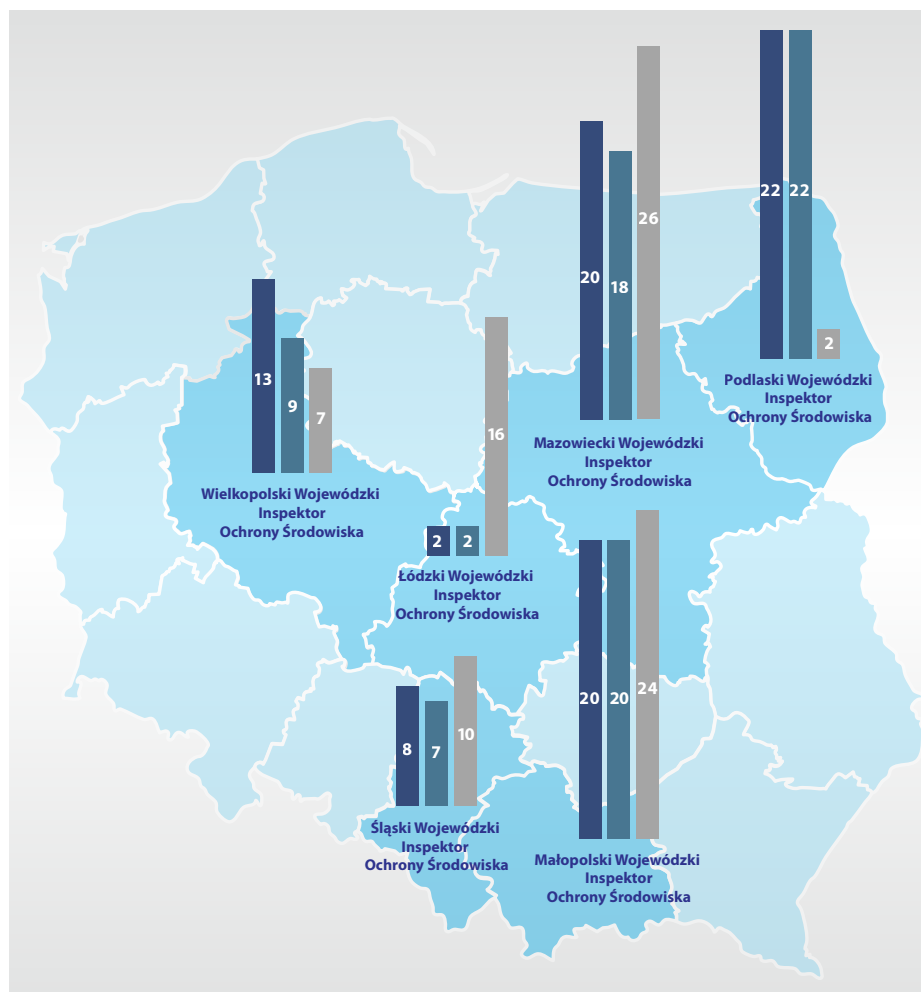 22 22 2
Podlaski Wojewódzki
Inspektor
Ochrony Środowiska
20 18 26
Mazowiecki Wojewódzki
Inspektor
Ochrony Środowiska
13 9 7
Wielkopolski Wojewódzki
Inspektor
Ochrony Środowiska
2 2 16
Łódzki Wojewódzki
Inspektor
Ochrony Środowiska
8 7 10
Śląski Wojewódzki
Inspektor
Ochrony Środowiska
20 20 24
Małopolski Wojewódzki
Inspektor
Ochrony Środowiska